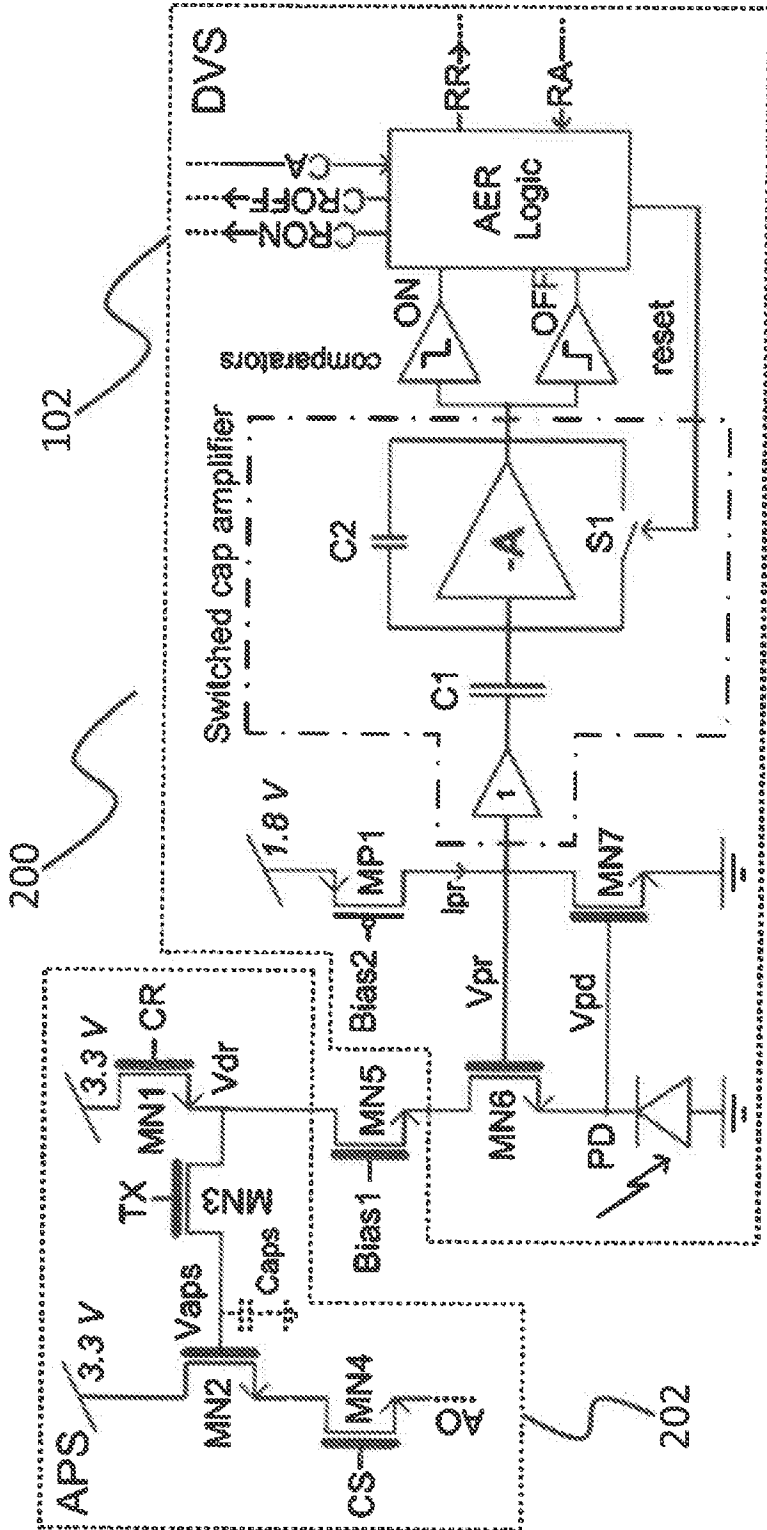 200
102
APS
3.3 V
3.3 V
TX
CR
MN1
MN3
Vdr
Vaps
Caps
MN2
MN4
CS
AO
202
Bias1
MN5
MN6
PD
Vpd
Vpr
Bias2
1.8 V
MP1
Ipr
MN7
1
Switched cap amplifier
C1
C2
-A
S1
comparators
ON
OFF
reset
AER
Logic
CRON
CROFF
CA
RR
RA
DVS